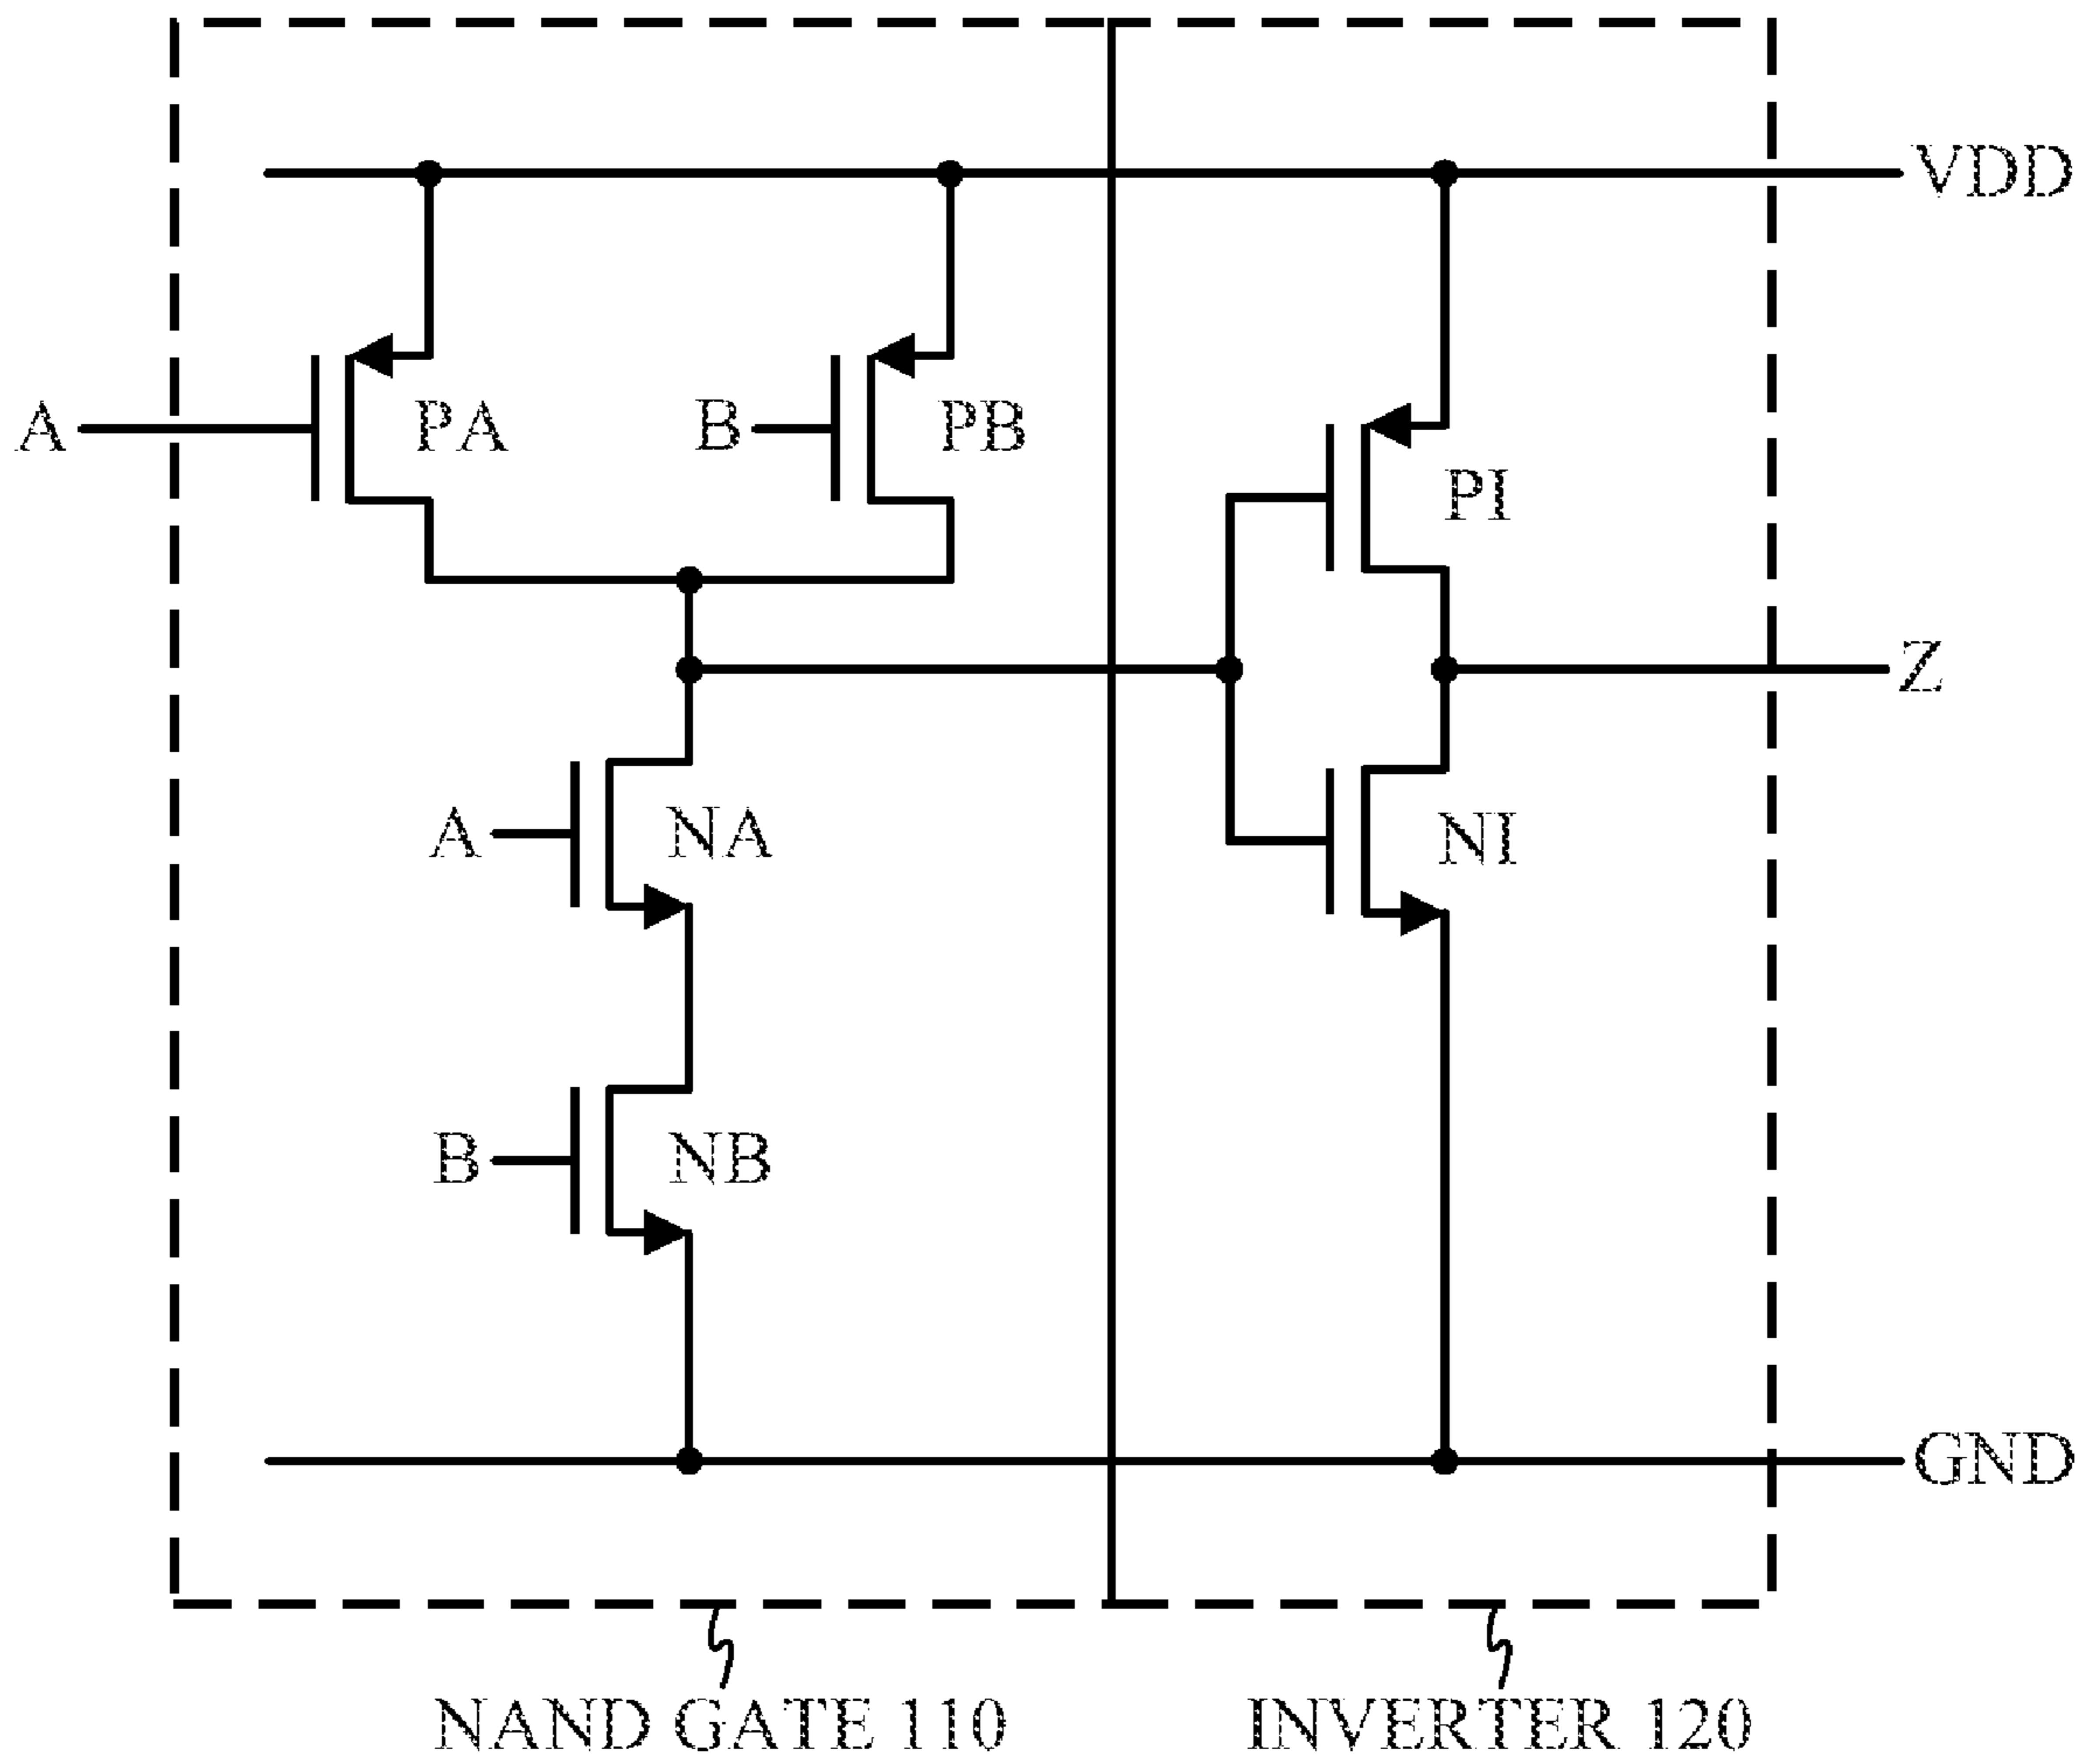 VDD
A
PA
B
PB
PI
Z
A
NA
NI
B
NB
GND
NAND GATE 110
INVERTER 120